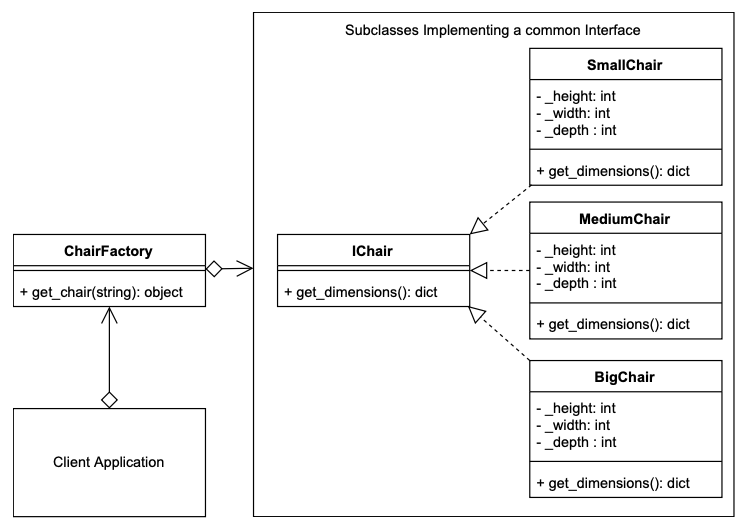 Subclasses Implementing a common Interface
SmallChair
- _height: int
- _width: int
- _depth : int
+ get_dimensions(): dict
ChairFactory
+ get_chair(string): object
IChair
+ get_dimensions(): dict
MediumChair
- _height: int
- _width: int
- _depth : int
+ get_dimensions(): dict
BigChair
- _height: int
- _width: int
- _depth : int
+ get_dimensions(): dict
Client Application